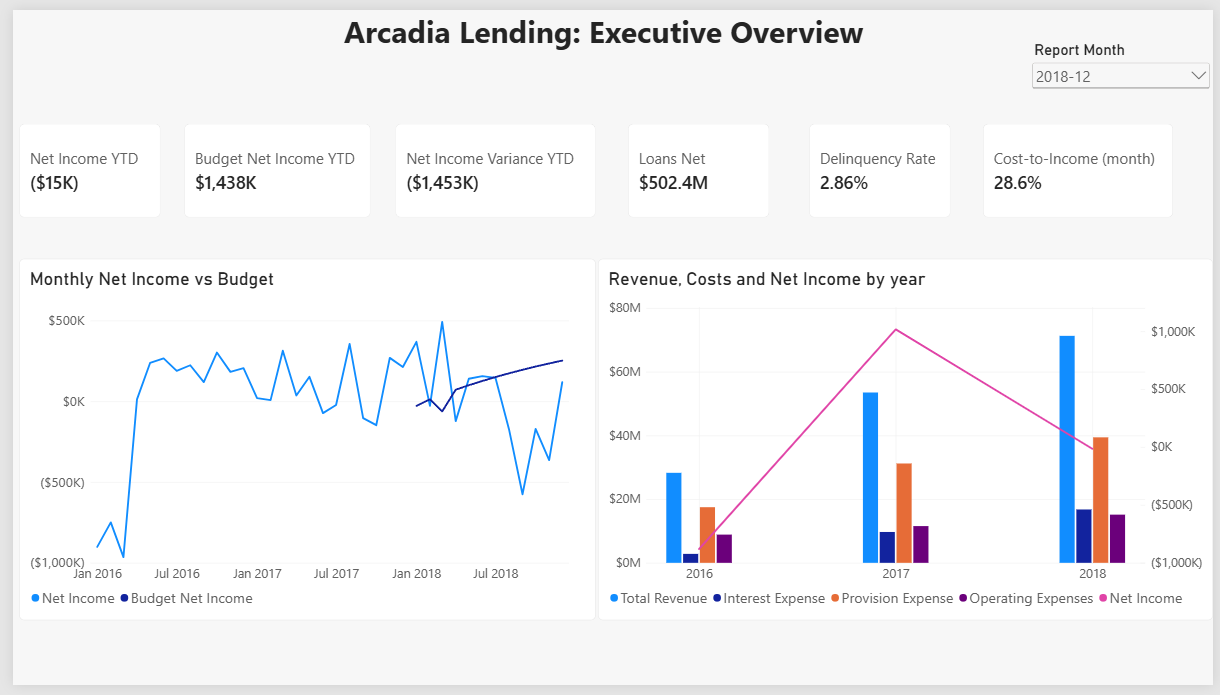 Arcadia Lending: Executive Overview
Report Month
2018-12
Net Income YTD
($15K)
Budget Net Income YTD
$1,438K
Net Income Variance YTD
($1,453K)
Loans Net
$502.4M
Delinquency Rate
2.86%
Cost-to-Income (month)
28.6%
Monthly Net Income vs Budget
$500K
$0K
($500K)
($1,000K)
Jan 2016 Jul 2016 Jan 2017 Jul 2017 Jan 2018 Jul 2018
Net Income Budget Net Income
Revenue, Costs and Net Income by year
$80M
$60M
$40M
$20M
$0M
$1,000K
$500K
$0K
($500K)
($1,000K)
2016 2017 2018
Total Revenue Interest Expense Provision Expense Operating Expenses Net Income